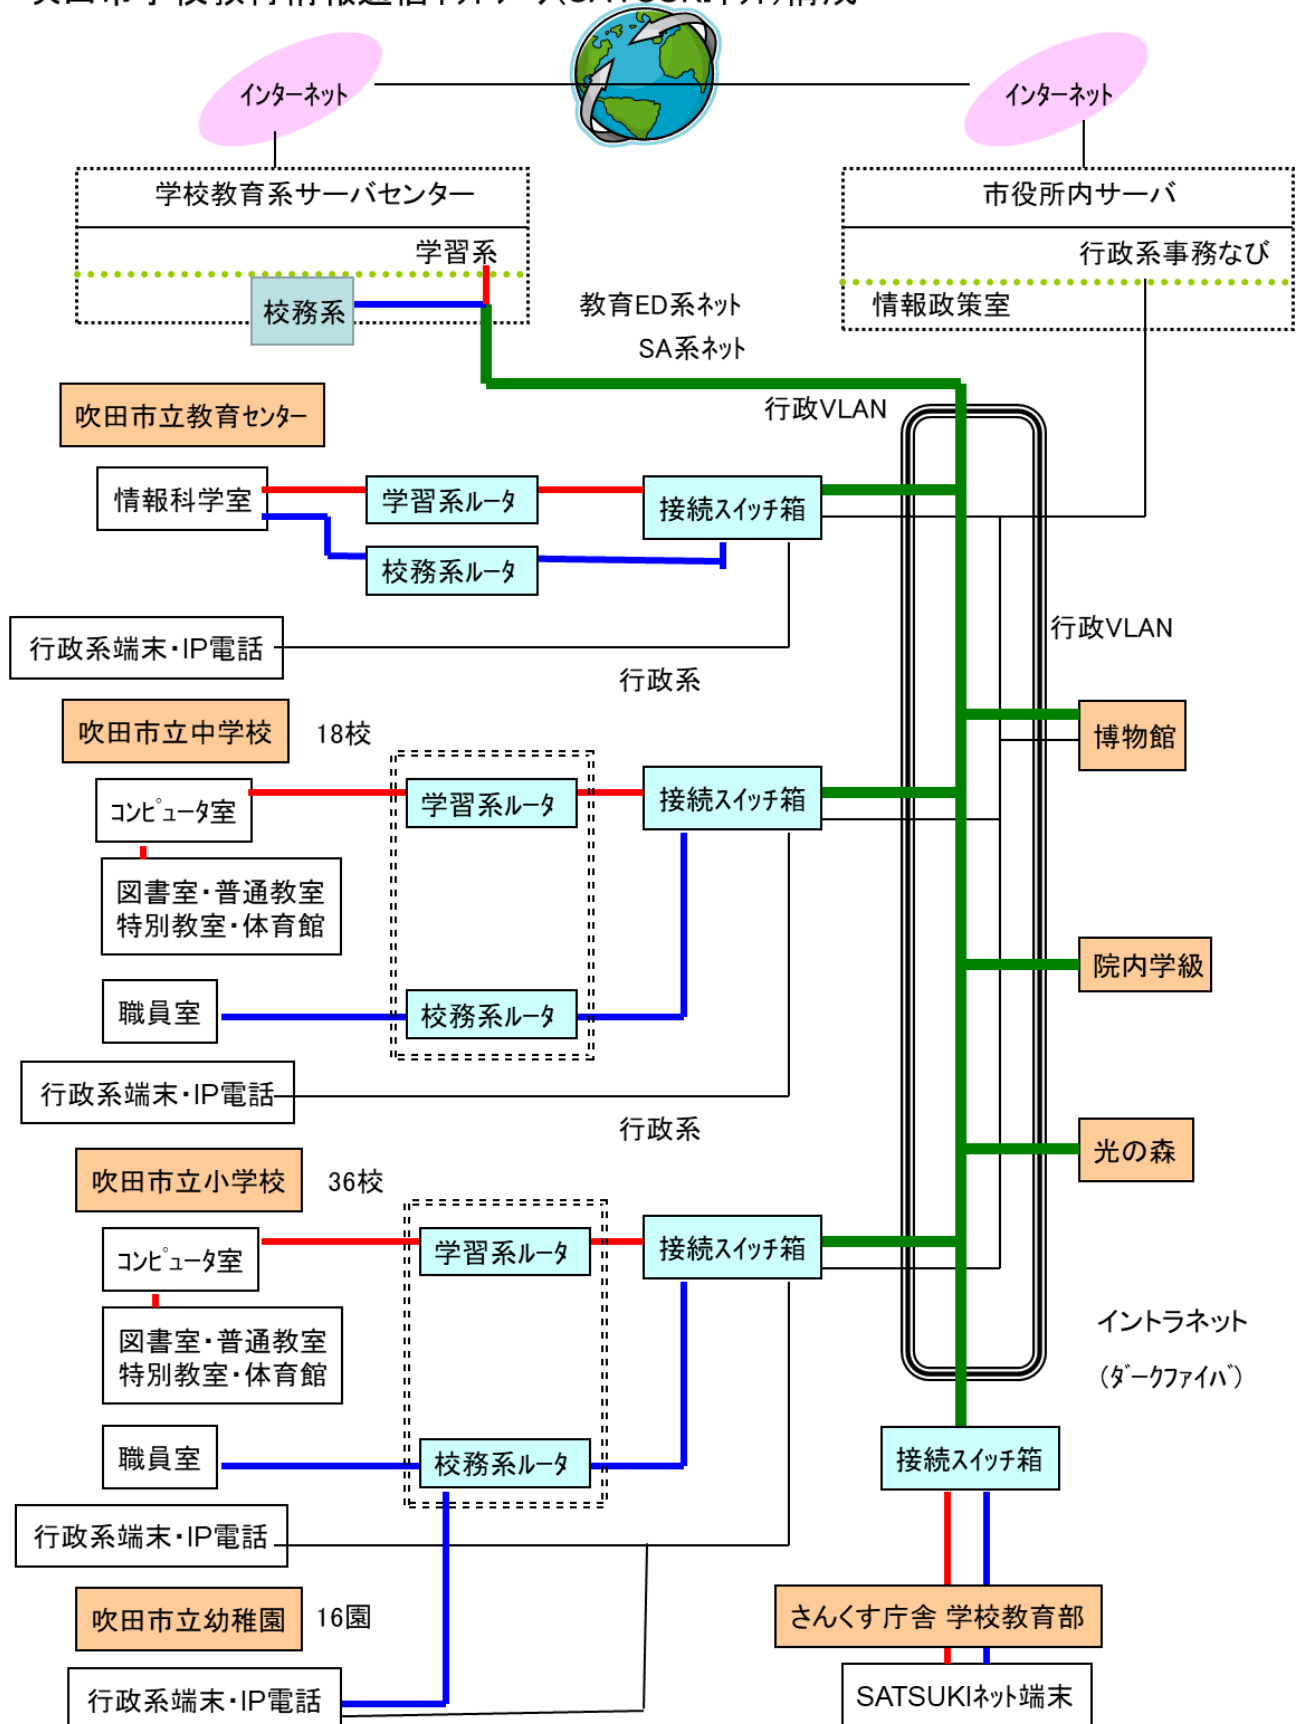 インターネット
インターネット
学校教育系サーバセンター
市役所内サーバ
学習系
行政系事務なび
校務系
情報政策室
教育ED系ネット
SA系ネット
吹田市立教育センター
行政VLAN
情報科学室
学習系ルータ
接続スイッチ箱
校務系ルータ
行政系端末・IP電話
行政VLAN
行政系
吹田市立中学校
18校
博物館
コンピュータ室
学習系ルータ
接続スイッチ箱
図書室・普通教室
特別教室・体育館
院内学級
職員室
校務系ルータ
行政系端末・IP電話
行政系
光の森
吹田市立小学校
36校
コンピュータ室
学習系ルータ
接続スイッチ箱
図書室・普通教室
特別教室・体育館
イントラネット
(ダークファイバ)
職員室
校務系ルータ
接続スイッチ箱
行政系端末・IP電話
吹田市立幼稚園
16園
さんくす庁舎 学校教育部
行政系端末・IP電話
SATSUKIネット端末